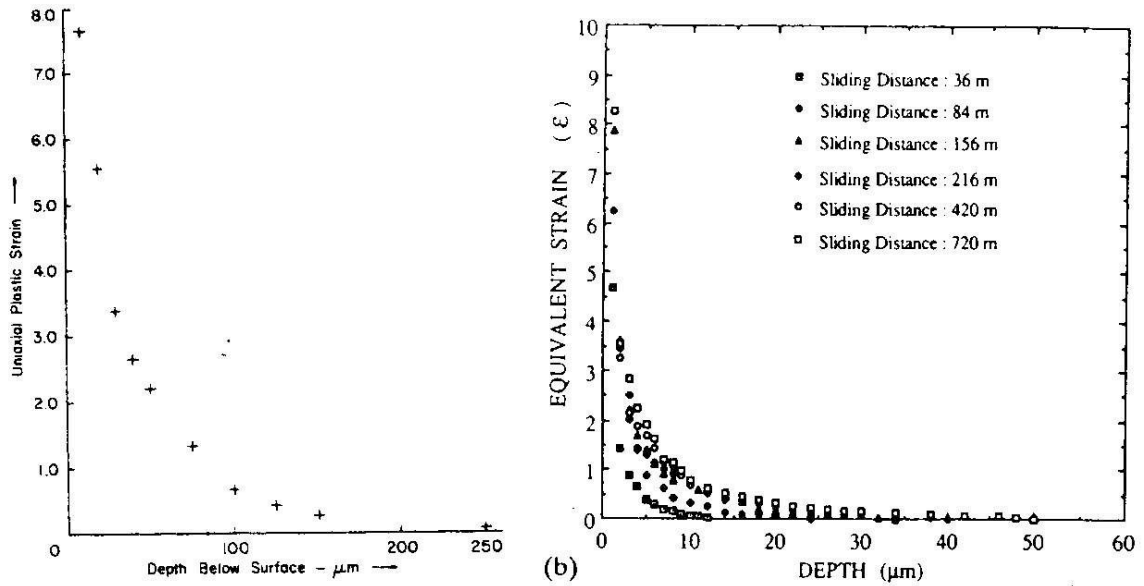 8.0
7.0
6.0
5.0
4.0
3.0
2.0
1.0
0
100
200
250
Uniaxial Plastic Strain →
Depth Below Surface - μm →
10
9
8
7
6
5
4
3
2
1
0
0
10
20
30
40
50
60
EQUIVALENT STRAIN (ε)
Sliding Distance : 36 m
Sliding Distance : 84 m
Sliding Distance : 156 m
Sliding Distance : 216 m
Sliding Distance : 420 m
Sliding Distance : 720 m
(b)
DEPTH (μm)